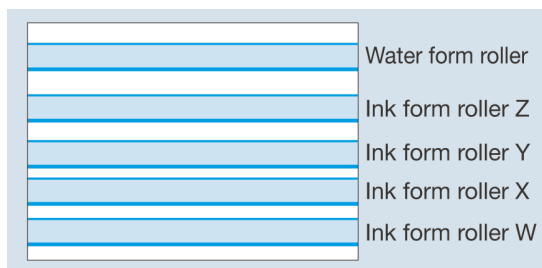 Water form roller
Ink form roller Z
Ink form roller Y
Ink form roller X
Ink form roller W